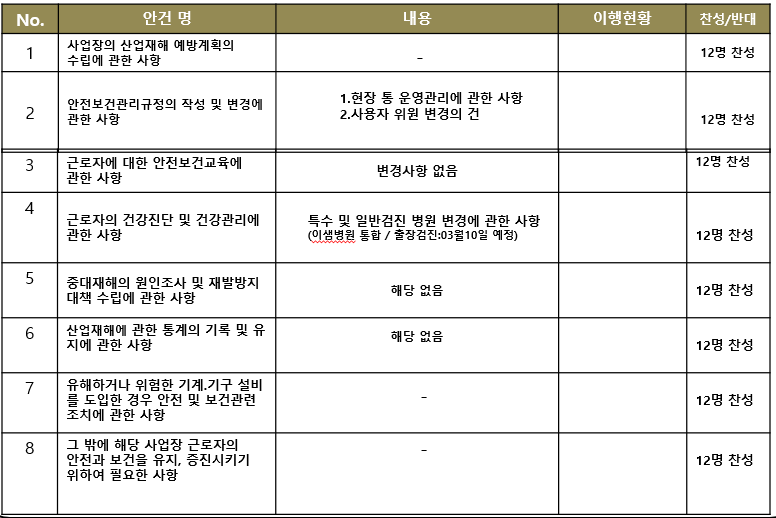 No. 안건 명 내용 이행현황 찬성/반대
1 사업장의 산업재해 예방계획의
수립에 관한 사항 - 12명 찬성
2 안전보건관리규정의 작성 및 변경에
관한 사항
1.현장 통 운영관리에 관한 사항
2.사용자 위원 변경의 건
12명 찬성
3 근로자에 대한 안전보건교육에
관한 사항
변경사항 없음
12명 찬성
4 근로자의 건강진단 및 건강관리에
관한 사항
특수 및 일반검진 병원 변경에 관한 사항
(이샘병원 통합 / 출장검진:03월10일 예정)
12명 찬성
5 중대재해의 원인조사 및 재발방지
대책 수립에 관한 사항
해당 없음
12명 찬성
6 산업재해에 관한 통계의 기록 및 유
지에 관한 사항
해당 없음
12명 찬성
7 유해하거나 위험한 기계.기구 설비
를 도입한 경우 안전 및 보건관련
조치에 관한 사항
-
12명 찬성
8 그 밖에 해당 사업장 근로자의
안전과 보건을 유지, 증진시키기
위하여 필요한 사항
-
12명 찬성